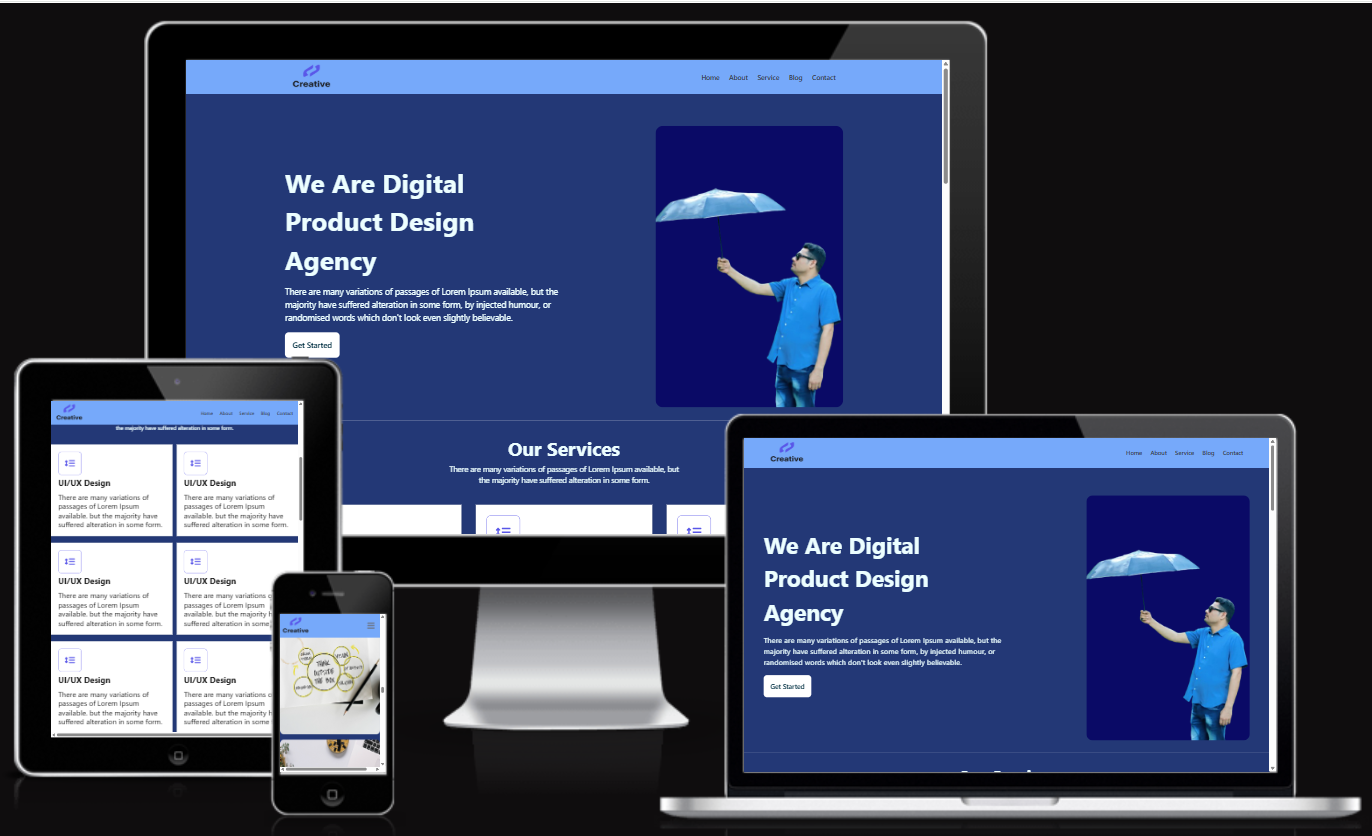 Creative
Home About Service Blog Contact
We Are Digital
Product Design
Agency
There are many variations of passages of Lorem Ipsum available, but the
majority have suffered alteration in some form, by injected humour, or
randomised words which don't look even slightly believable.
Get Started
Our Services
There are many variations of passages of Lorem Ipsum available, but
the majority have suffered alteration in some form.
Creative
Home About Service Blog Contact
the majority have suffered alteration in some form.
UI/UX Design
There are many variations of
passages of Lorem Ipsum
available, but the majority have
suffered alteration in some form.
UI/UX Design
There are many variations of
passages of Lorem Ipsum
available, but the majority have
suffered alteration in some form.
UI/UX Design
There are many variations of
passages of Lorem Ipsum
available, but the majority have
suffered alteration in some form.
UI/UX Design
There are many variations of
passages of Lorem Ipsum
available, but the majority
suffered alteration in
UI/UX Design
There are many variations of
passages of Lorem Ipsum
available, but the majority have
suffered alteration in some form.
UI/UX Design
There are many variations
passages of Lorem Ipsum
available, but the majority
suffered alteration in
Creative
THINK
OUTSIDE
THE BOX
Creative
Home About Service Blog Contact
We Are Digital
Product Design
Agency
There are many variations of passages of Lorem Ipsum available, but the
majority have suffered alteration in some form, by injected humour, or
randomised words which don't look even slightly believable.
Get Started